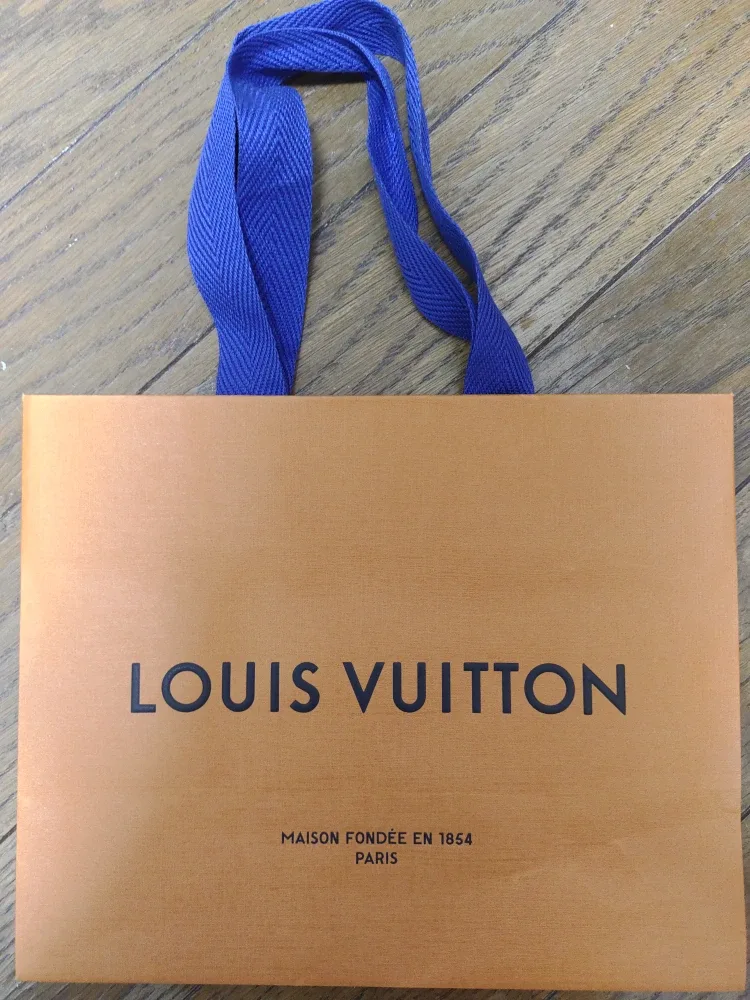 LOUIS VUITTON
MAISON FONDÉE EN 1854
PARIS